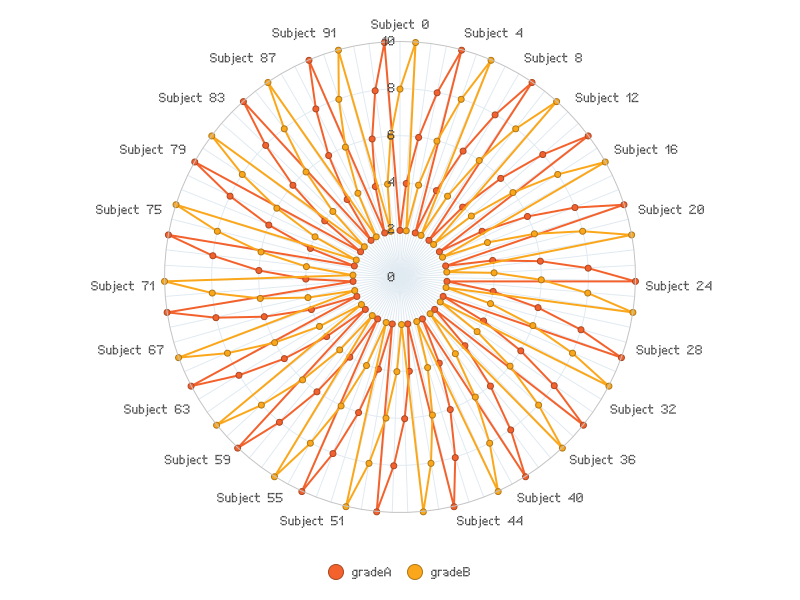 Subject 0
Subject 91
Subject 4
10
Subject 87
Subject 8
8
Subject 83
Subject 12
6
Subject 79
Subject 16
4
Subject 75
Subject 20
2
0
Subject 71
Subject 24
Subject 67
Subject 28
Subject 63
Subject 32
Subject 59
Subject 36
Subject 55
Subject 40
Subject 51
Subject 44
gradeA
gradeB